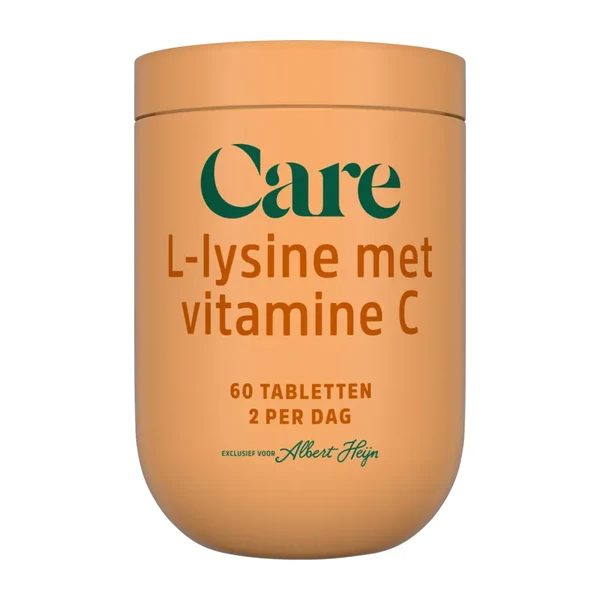 Care
L-lysine met
vitamine C
60 TABLETTEN
2 PER DAG
EXCLUSIEF VOOR Albert Heijn